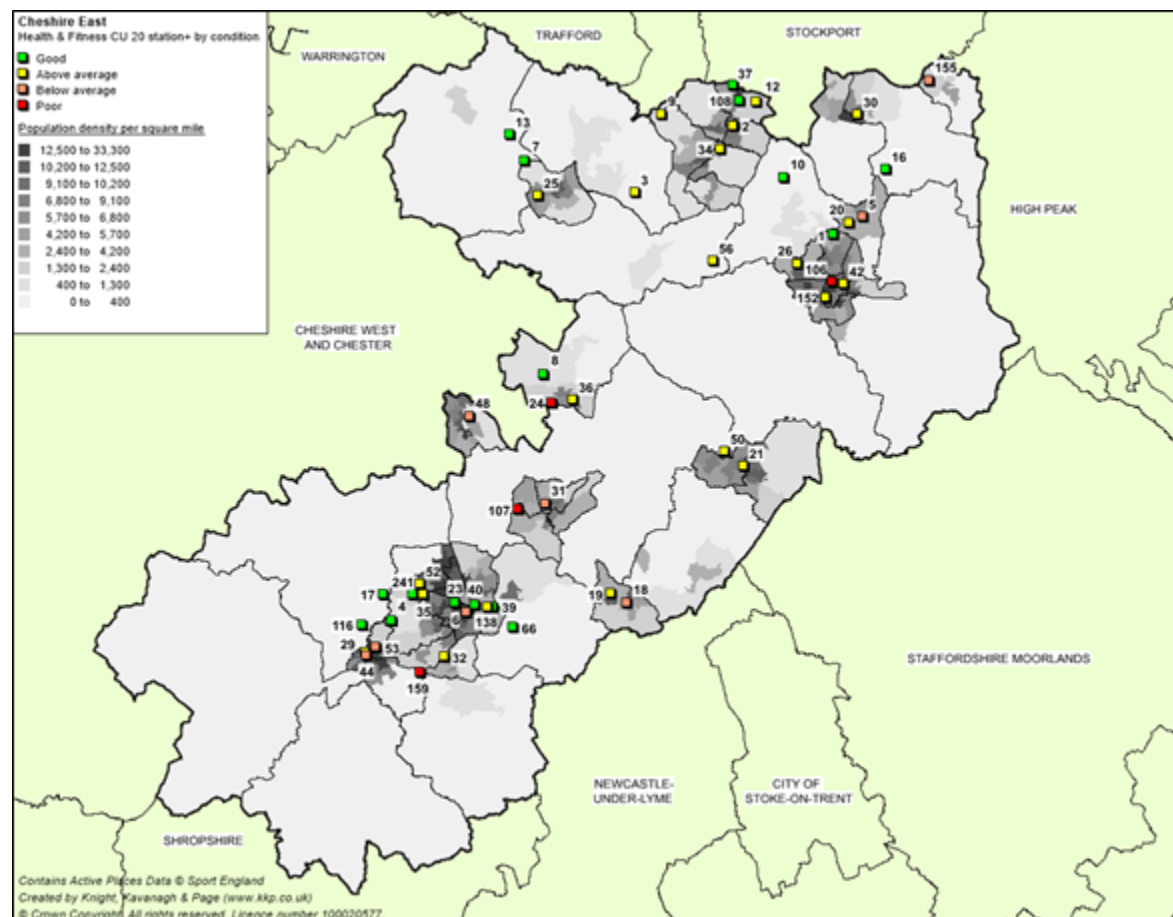 Cheshire East
Health & Fitness CU 20 station+ by condition
Good
Above average
Below average
Poor
Population density per square mile
12,500 to 33,300
10,200 to 12,500
9,100 to 10,200
6,800 to 9,100
5,700 to 6,800
4,200 to 5,700
2,400 to 4,200
1,300 to 2,400
400 to 1,300
0 to 400
WARRINGTON
TRAFFORD
STOCKPORT
HIGH PEAK
CHESHIRE WEST
AND CHESTER
STAFFORDSHIRE MOORLANDS
NEWCASTLE-
UNDER-LYME
CITY OF
STOKE-ON-TRENT
SHROPSHIRE
37
12
155
108
9
30
13
2
7
34
10
16
25
3
5
20
1
56
26
106
42
152
8
36
24
48
50
21
31
107
52
241
17
23
40
19
18
4
35
39
6
138
116
66
29
53
32
44
159
Contains Active Places Data © Sport England
Created by Knight, Kavanagh & Page (www.kkp.co.uk)
© Crown Copyright. All rights reserved. Licence number 100020577